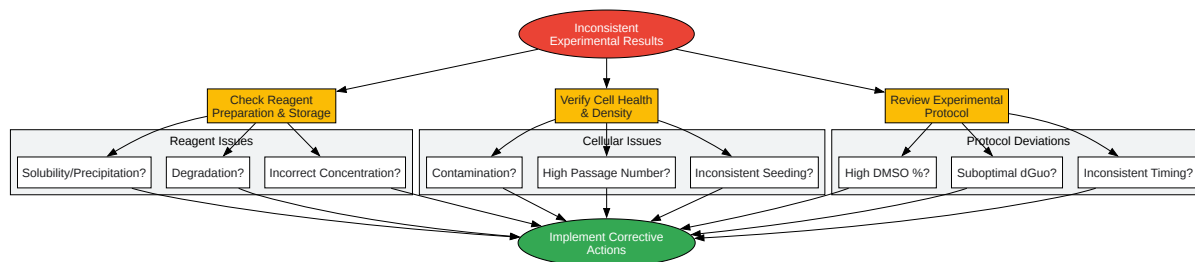 Inconsistent
Experimental Results
Check Reagent
Preparation & Storage
Verify Cell Health
& Density
Review Experimental
Protocol
Reagent Issues
Cellular Issues
Protocol Deviations
Solubility/Precipitation?
Degradation?
Incorrect Concentration?
Contamination?
High Passage Number?
Inconsistent Seeding?
High DMSO %?
Suboptimal dGuo?
Inconsistent Timing?
Implement Corrective
Actions